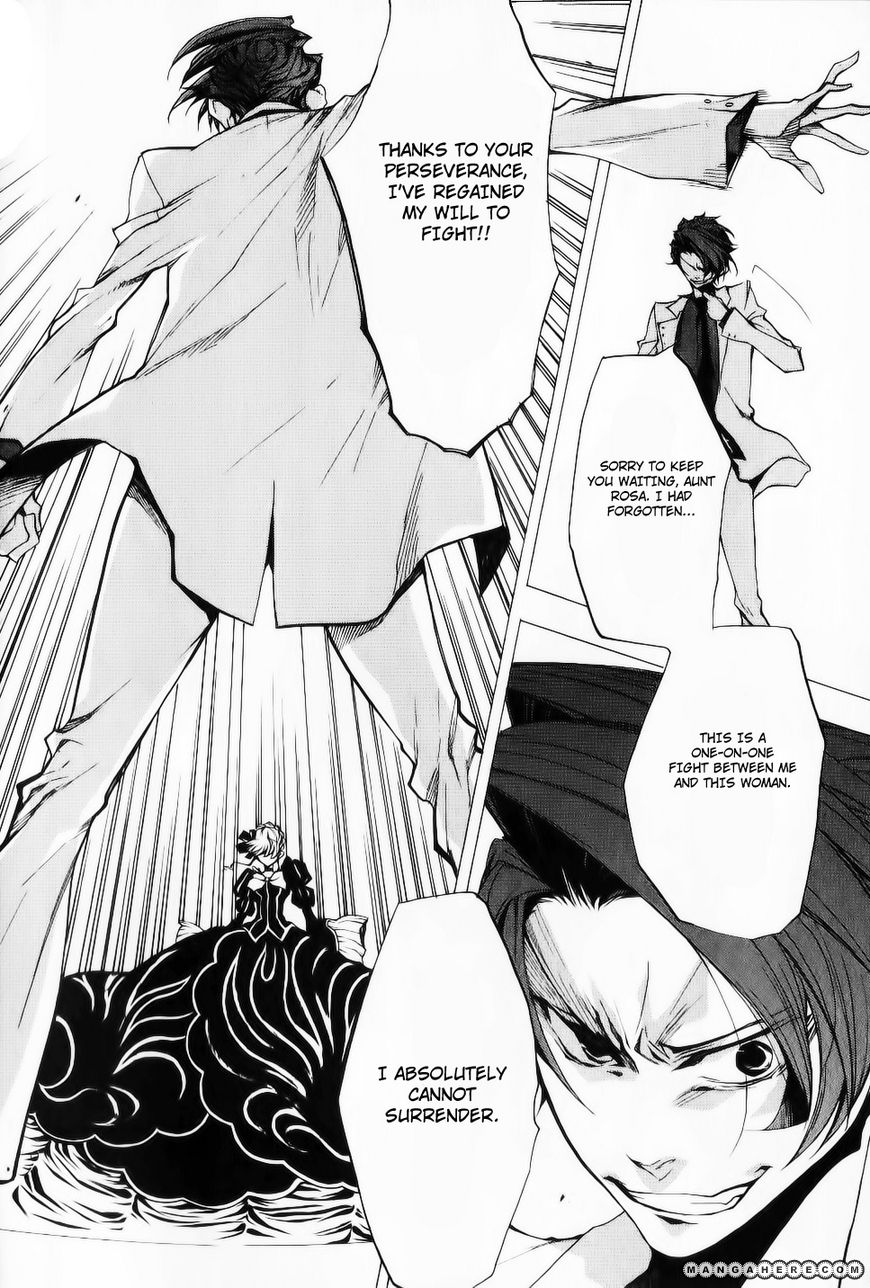 SORRY TO KEEP
YOU WAITING, AUNT
ROSA. I HAD
FORGOTTEN...
THIS IS A
ONE-ON-ONE
FIGHT BETWEEN ME
AND THIS WOMAN.
I ABSOLUTELY
CANNOT
SURRENDER.
THANKS TO YOUR
PERSEVERANCE,
I'VE REGAINED
MY WILL TO
FIGHT!!
MANGAHERE.COM